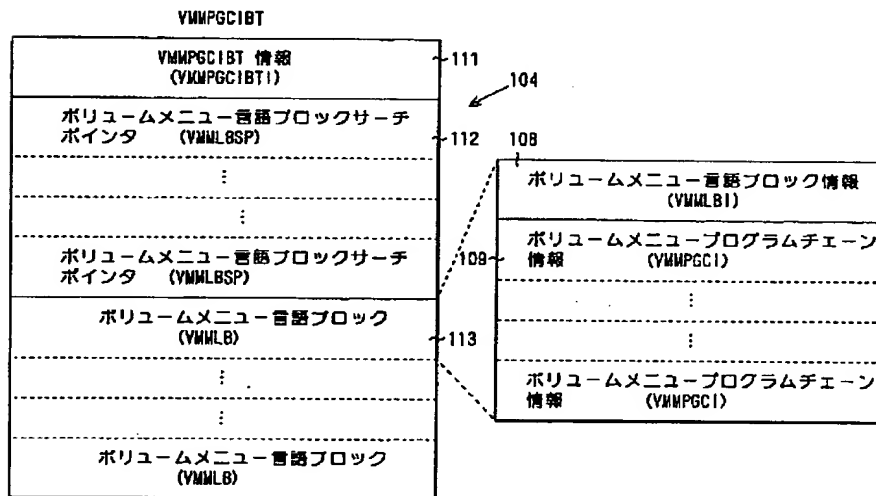 VMMPGCIBT
VMMPGCIBT 情報
(VMMPGCIBTI)
111
104
ボリュームメニュー言語ブロックサーチ
ポインタ (VMMLBSP)
112
⋮
⋮
ボリュームメニュー言語ブロックサーチ
ポインタ (VMMLBSP)
ボリュームメニュー言語ブロック
(VMMLB)
113
⋮
⋮
ボリュームメニュー言語ブロック
(VMMLB)
108
ボリュームメニュー言語ブロック情報
(VMMLBI)
109
ボリュームメニュープログラムチェーン
情報 (VMMPGCI)
⋮
⋮
ボリュームメニュープログラムチェーン
情報 (VMMPGCI)